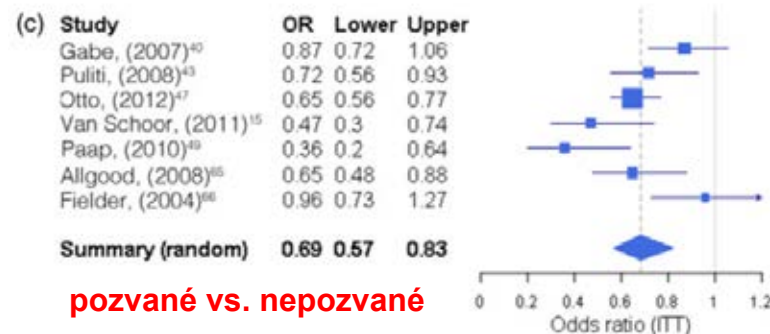 (c) Study OR Lower Upper
Gabe, (2007)⁴⁰ 0.87 0.72 1.06
Puliti, (2008)⁴³ 0.72 0.56 0.93
Otto, (2012)⁴⁷ 0.65 0.56 0.77
Van Schoor, (2011)¹⁵ 0.47 0.3 0.74
Paap, (2010)⁴⁹ 0.36 0.2 0.64
Allgood, (2008)⁶⁵ 0.65 0.48 0.88
Fielder, (2004)⁶⁶ 0.96 0.73 1.27
Summary (random) 0.69 0.57 0.83
pozvané vs. nepozvané
0 0.2 0.4 0.6 0.8 1 1.2
Odds ratio (ITT)